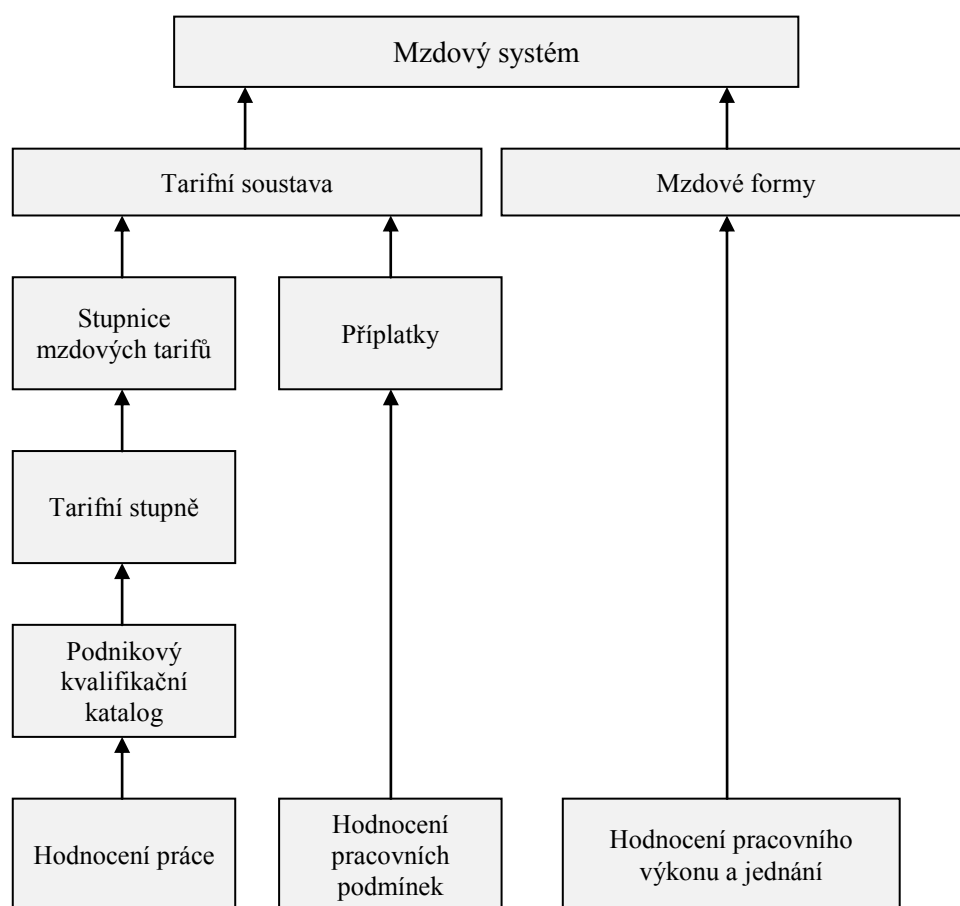 Mzdový systém
Tarifní soustava
Mzdové formy
Stupnice
mzdových tarifů
Příplatky
Tarifní stupně
Podnikový
kvalifikační
katalog
Hodnocení práce
Hodnocení
pracovních
podmínek
Hodnocení pracovního
výkonu a jednání